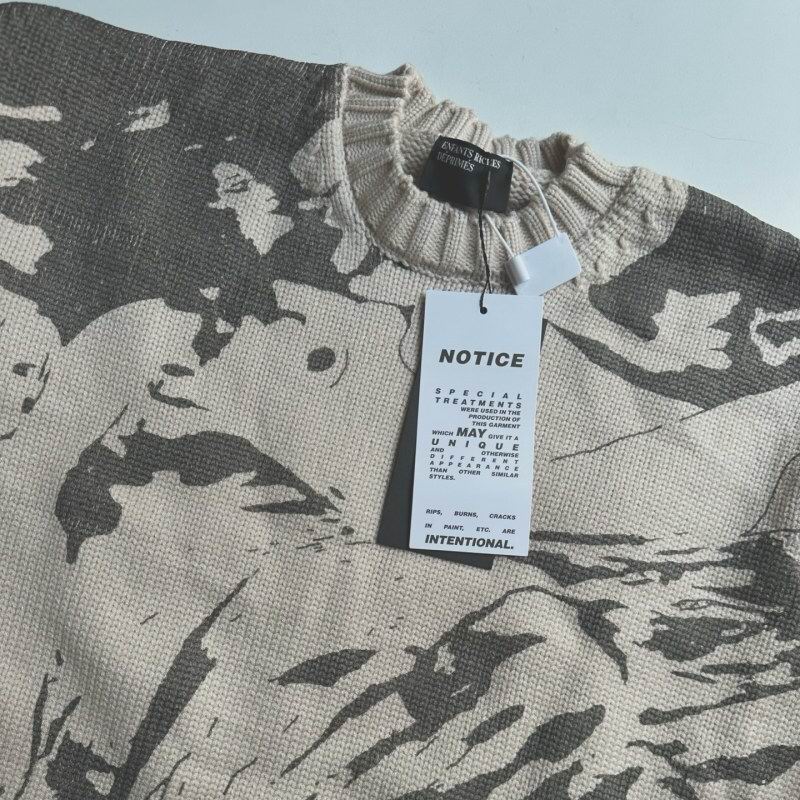 ENFANTS RICHES
DÉPRIMÉS
NOTICE
SPECIAL
TREATMENTS
WERE USED IN THE
PRODUCTION OF
THIS GARMENT
WHICH MAY GIVE IT A
UNIQUE
AND OTHERWISE
DIFFERENT
APPEARANCE
THAN OTHER SIMILAR
STYLES.
RIPS, BURNS, CRACKS
IN PAINT, ETC. ARE
INTENTIONAL.